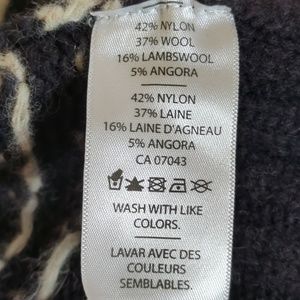 42% NYLON
37% WOOL
16% LAMBSWOOL
5% ANGORA
42% NYLON
37% LAINE
16% LAINE D'AGNEAU
5% ANGORA
CA 07043
WASH WITH LIKE
COLORS.
LAVAR AVEC DES
COULEURS
SEMBLABLES.